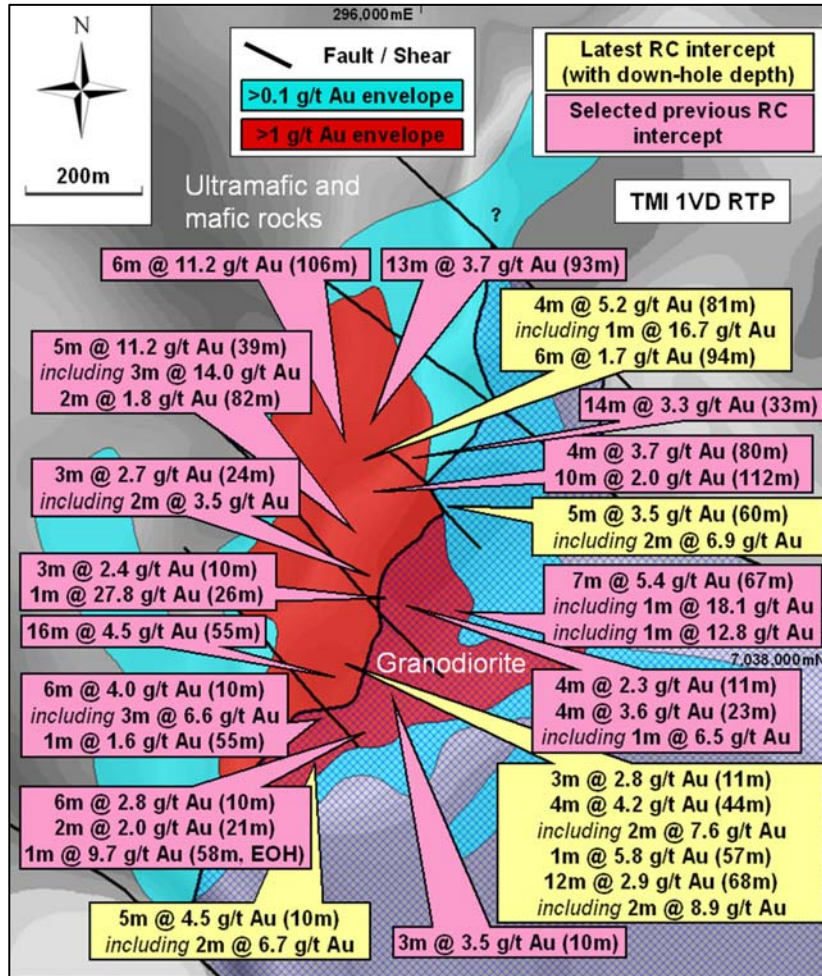 296,000mE
N
200m
Fault / Shear
>0.1 g/t Au envelope
>1 g/t Au envelope
Latest RC intercept
(with down-hole depth)
Selected previous RC
intercept
Ultramafic and
mafic rocks
?
TMI 1VD RTP
6m @ 11.2 g/t Au (106m)
13m @ 3.7 g/t Au (93m)
4m @ 5.2 g/t Au (81m)
including 1m @ 16.7 g/t Au
6m @ 1.7 g/t Au (94m)
5m @ 11.2 g/t Au (39m)
including 3m @ 14.0 g/t Au
2m @ 1.8 g/t Au (82m)
14m @ 3.3 g/t Au (33m)
4m @ 3.7 g/t Au (80m)
10m @ 2.0 g/t Au (112m)
3m @ 2.7 g/t Au (24m)
including 2m @ 3.5 g/t Au
5m @ 3.5 g/t Au (60m)
including 2m @ 6.9 g/t Au
3m @ 2.4 g/t Au (10m)
1m @ 27.8 g/t Au (26m)
7m @ 5.4 g/t Au (67m)
including 1m @ 18.1 g/t Au
including 1m @ 12.8 g/t Au
16m @ 4.5 g/t Au (55m)
Granodiorite
7,038,000mN
6m @ 4.0 g/t Au (10m)
including 3m @ 6.6 g/t Au
1m @ 1.6 g/t Au (55m)
4m @ 2.3 g/t Au (11m)
4m @ 3.6 g/t Au (23m)
including 1m @ 6.5 g/t Au
6m @ 2.8 g/t Au (10m)
2m @ 2.0 g/t Au (21m)
1m @ 9.7 g/t Au (58m, EOH)
3m @ 2.8 g/t Au (11m)
4m @ 4.2 g/t Au (44m)
including 2m @ 7.6 g/t Au
1m @ 5.8 g/t Au (57m)
12m @ 2.9 g/t Au (68m)
including 2m @ 8.9 g/t Au
5m @ 4.5 g/t Au (10m)
including 2m @ 6.7 g/t Au
3m @ 3.5 g/t Au (10m)